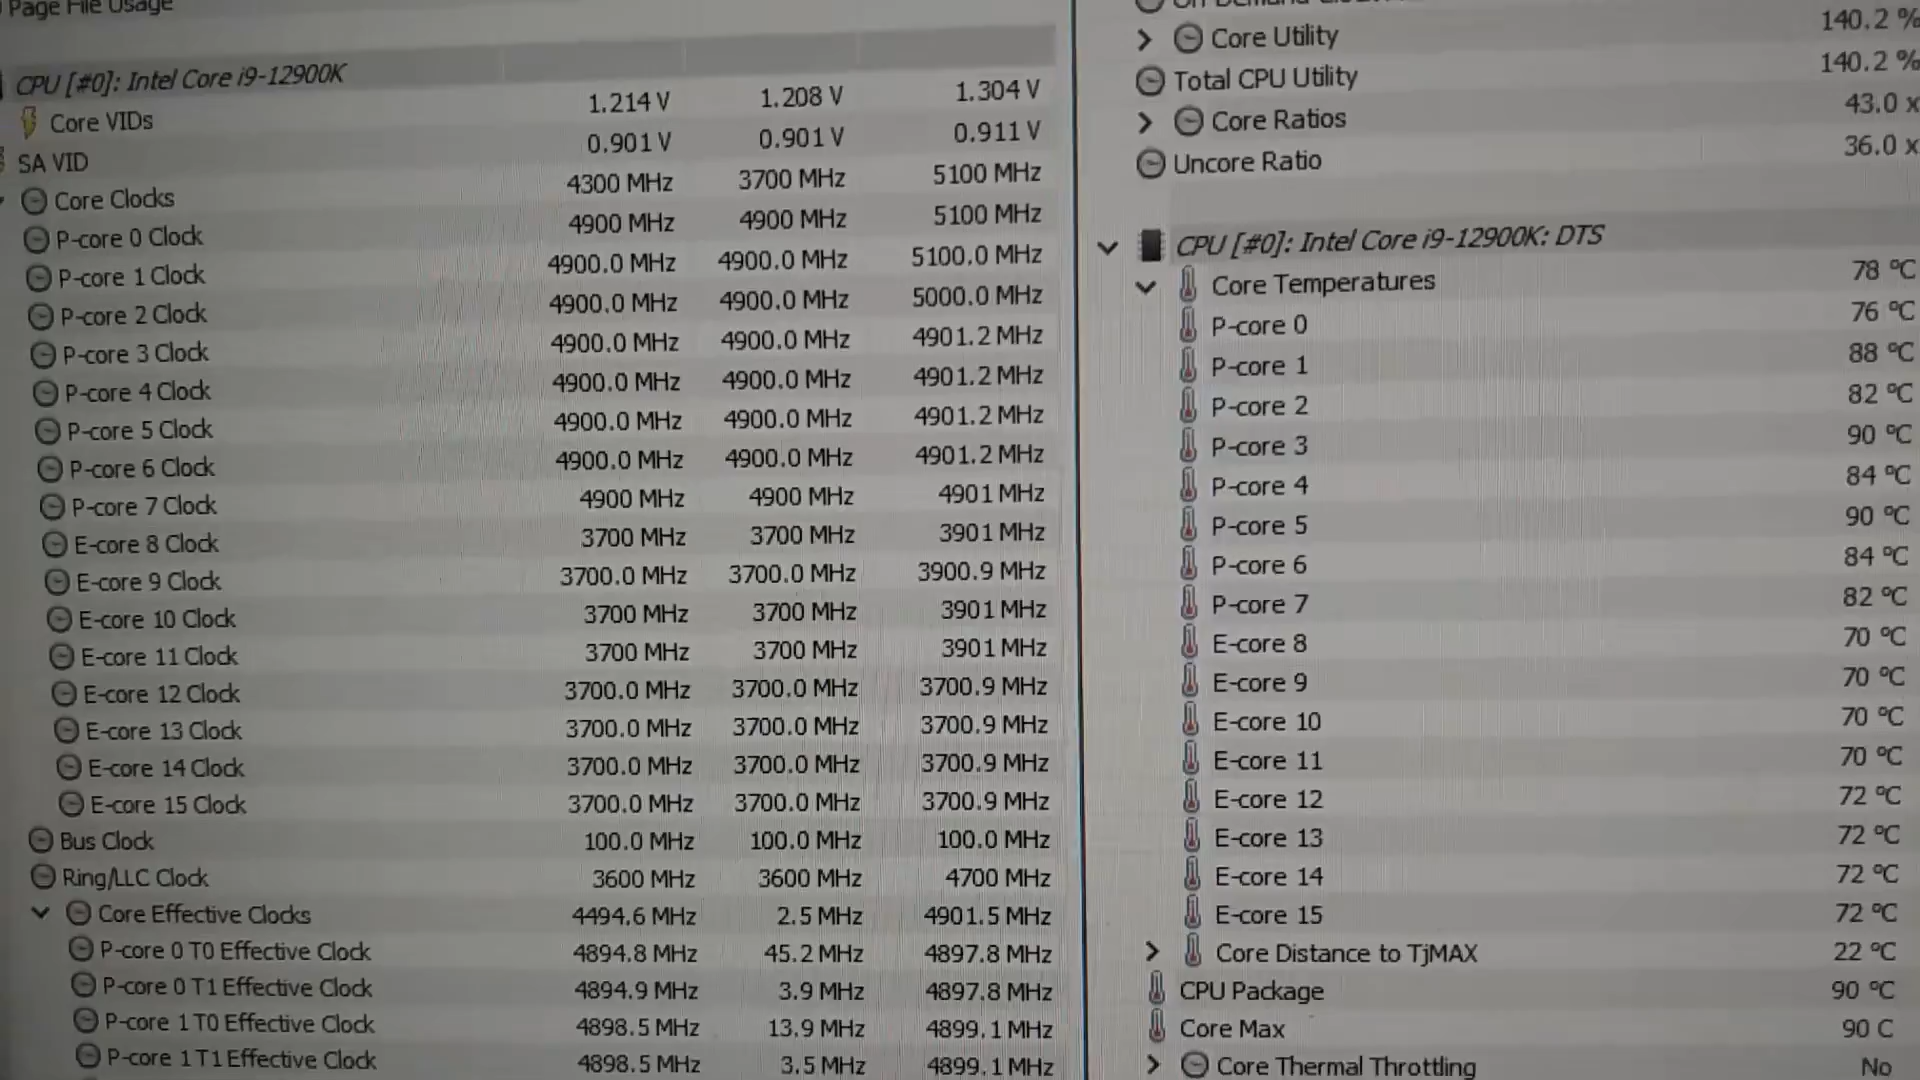 Page File Usage
CPU [#0]: Intel Core i9-12900K
Core VIDs 1.214 V 1.208 V 1.304 V
SA VID 0.901 V 0.901 V 0.911 V
Core Clocks 4300 MHz 3700 MHz 5100 MHz
P-core 0 Clock 4900 MHz 4900 MHz 5100 MHz
P-core 1 Clock 4900.0 MHz 4900.0 MHz 5100.0 MHz
P-core 2 Clock 4900.0 MHz 4900.0 MHz 5000.0 MHz
P-core 3 Clock 4900.0 MHz 4900.0 MHz 4901.2 MHz
P-core 4 Clock 4900.0 MHz 4900.0 MHz 4901.2 MHz
P-core 5 Clock 4900.0 MHz 4900.0 MHz 4901.2 MHz
P-core 6 Clock 4900.0 MHz 4900.0 MHz 4901.2 MHz
P-core 7 Clock 4900 MHz 4900 MHz 4901 MHz
E-core 8 Clock 3700 MHz 3700 MHz 3901 MHz
E-core 9 Clock 3700.0 MHz 3700.0 MHz 3900.9 MHz
E-core 10 Clock 3700 MHz 3700 MHz 3901 MHz
E-core 11 Clock 3700 MHz 3700 MHz 3901 MHz
E-core 12 Clock 3700.0 MHz 3700.0 MHz 3700.9 MHz
E-core 13 Clock 3700.0 MHz 3700.0 MHz 3700.9 MHz
E-core 14 Clock 3700.0 MHz 3700.0 MHz 3700.9 MHz
E-core 15 Clock 3700.0 MHz 3700.0 MHz 3700.9 MHz
Bus Clock 100.0 MHz 100.0 MHz 100.0 MHz
Ring/LLC Clock 3600 MHz 3600 MHz 4700 MHz
Core Effective Clocks 4494.6 MHz 2.5 MHz 4901.5 MHz
P-core 0 T0 Effective Clock 4894.8 MHz 45.2 MHz 4897.8 MHz
P-core 0 T1 Effective Clock 4894.9 MHz 3.9 MHz 4897.8 MHz
P-core 1 T0 Effective Clock 4898.5 MHz 13.9 MHz 4899.1 MHz
P-core 1 T1 Effective Clock 4898.5 MHz 3.5 MHz 4899.1 MHz
Core Utility 140.2 %
Total CPU Utility 140.2 %
Core Ratios 43.0 x
Uncore Ratio 36.0 x
CPU [#0]: Intel Core i9-12900K: DTS
Core Temperatures 78 °C
P-core 0 76 °C
P-core 1 88 °C
P-core 2 82 °C
P-core 3 90 °C
P-core 4 84 °C
P-core 5 90 °C
P-core 6 84 °C
P-core 7 82 °C
E-core 8 70 °C
E-core 9 70 °C
E-core 10 70 °C
E-core 11 70 °C
E-core 12 72 °C
E-core 13 72 °C
E-core 14 72 °C
E-core 15 72 °C
Core Distance to TjMAX 22 °C
CPU Package 90 °C
Core Max 90 C
Core Thermal Throttling No